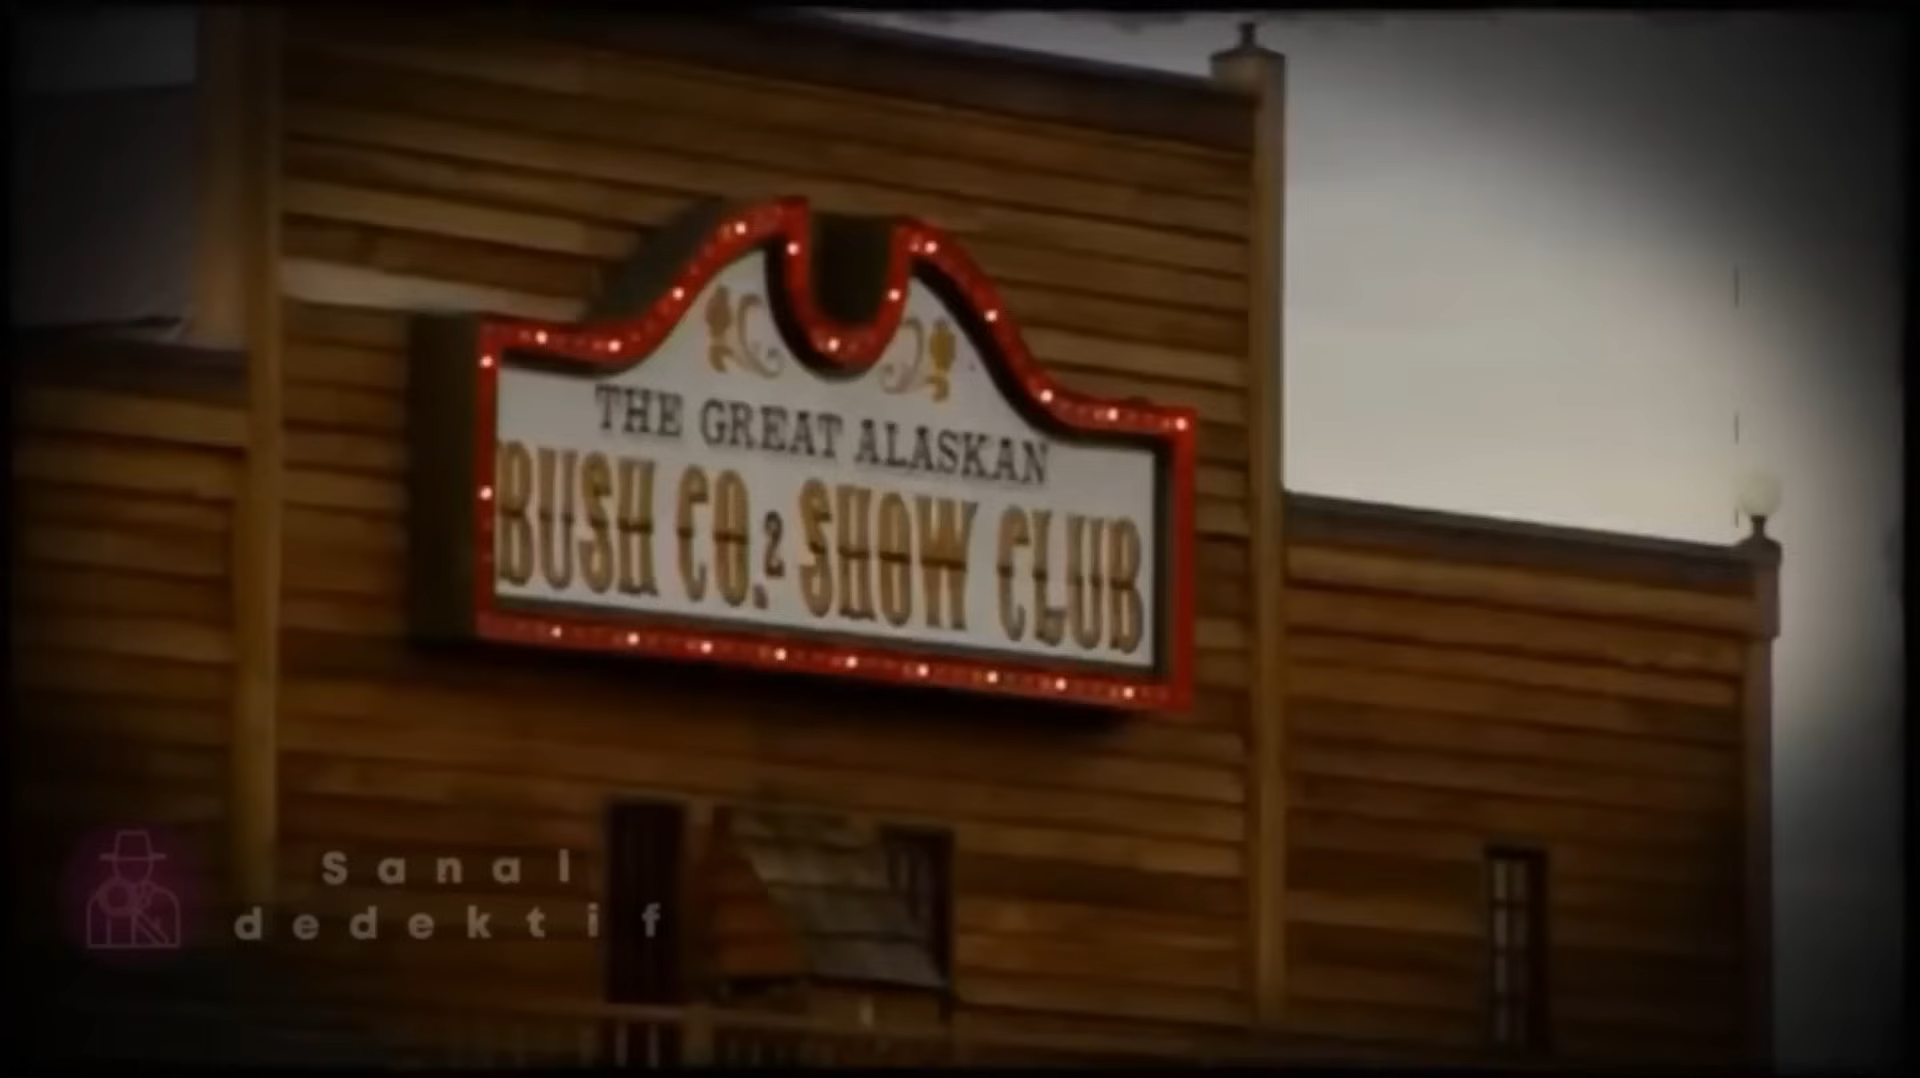 THE GREAT ALASKAN
BUSH CO.² SHOW CLUB
Sanal
dedektif